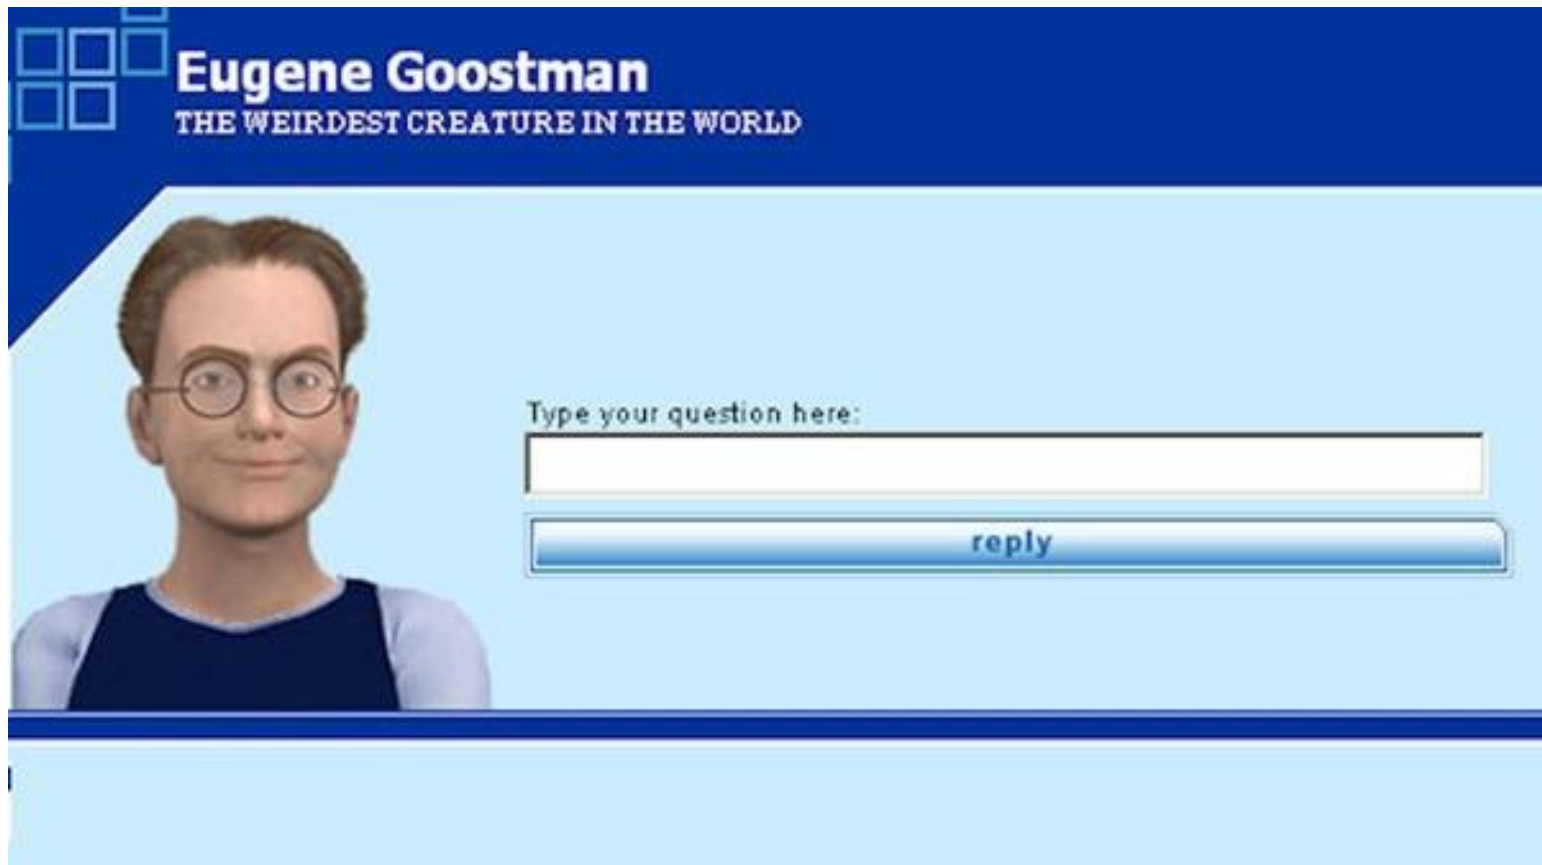 Eugene Goostman
THE WEIRDEST CREATURE IN THE WORLD
Type your question here:
reply